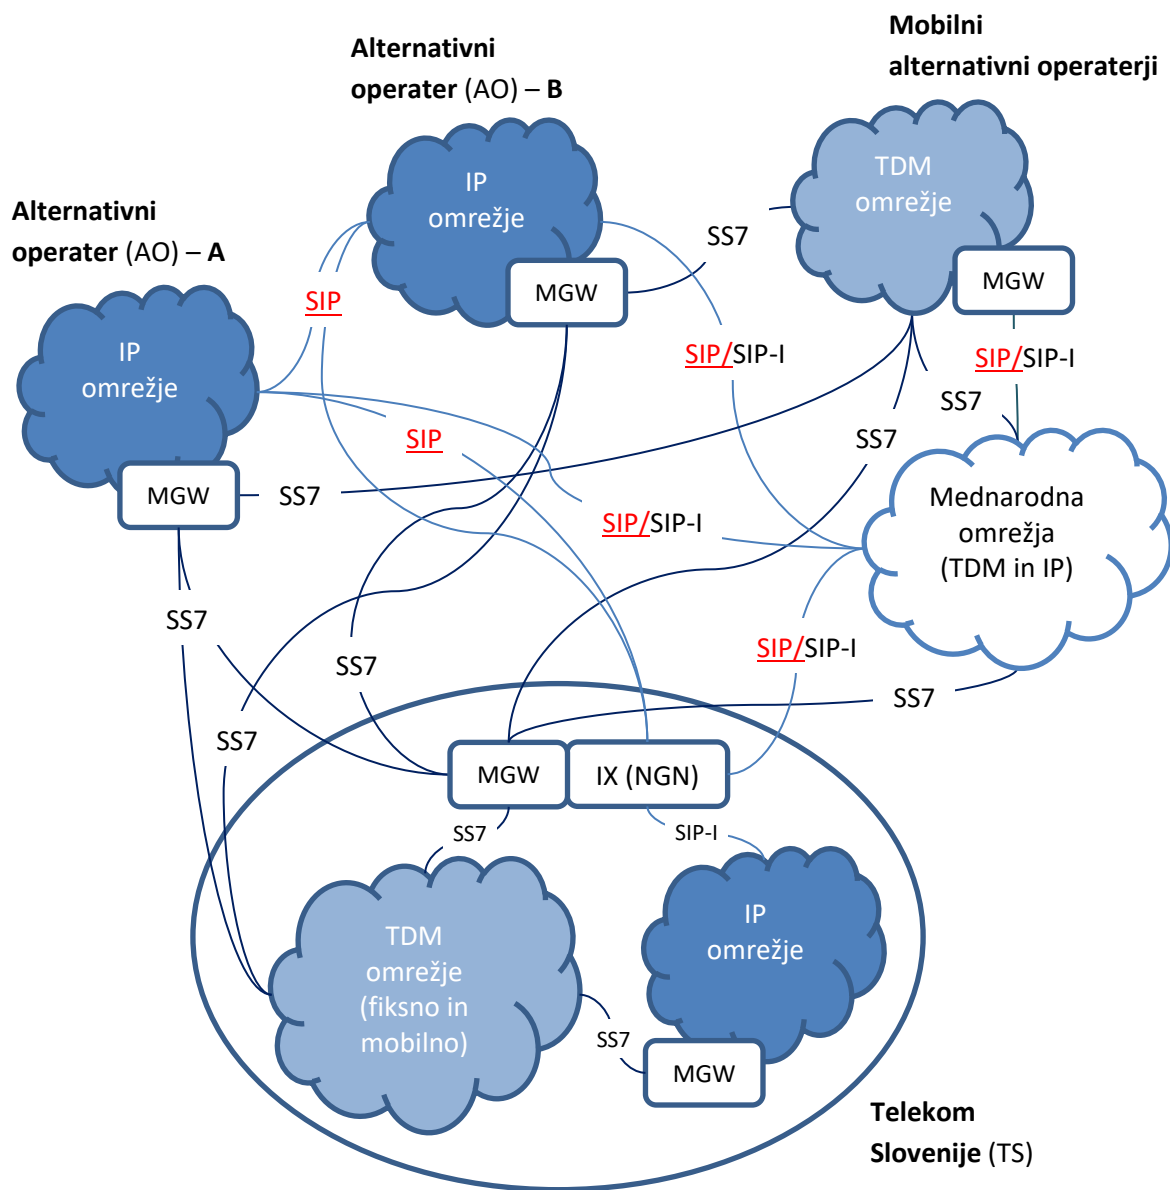 Mobilni
alternativni operaterji
Alternativni
operater (AO) – B
Alternativni
operater (AO) – A
IP
omrežje
TDM
omrežje
SS7
MGW
MGW
SIP
IP
omrežje
SIP/SIP-I
SIP/SIP-I
SS7
SIP
SS7
MGW
SS7
SIP/SIP-I
Mednarodna
omrežja
(TDM in IP)
SS7
SIP/SIP-I
SS7
SS7
SS7
MGW
IX (NGN)
SS7
SIP-I
IP
omrežje
TDM
omrežje
(fiksno in
mobilno)
SS7
MGW
Telekom
Slovenije (TS)